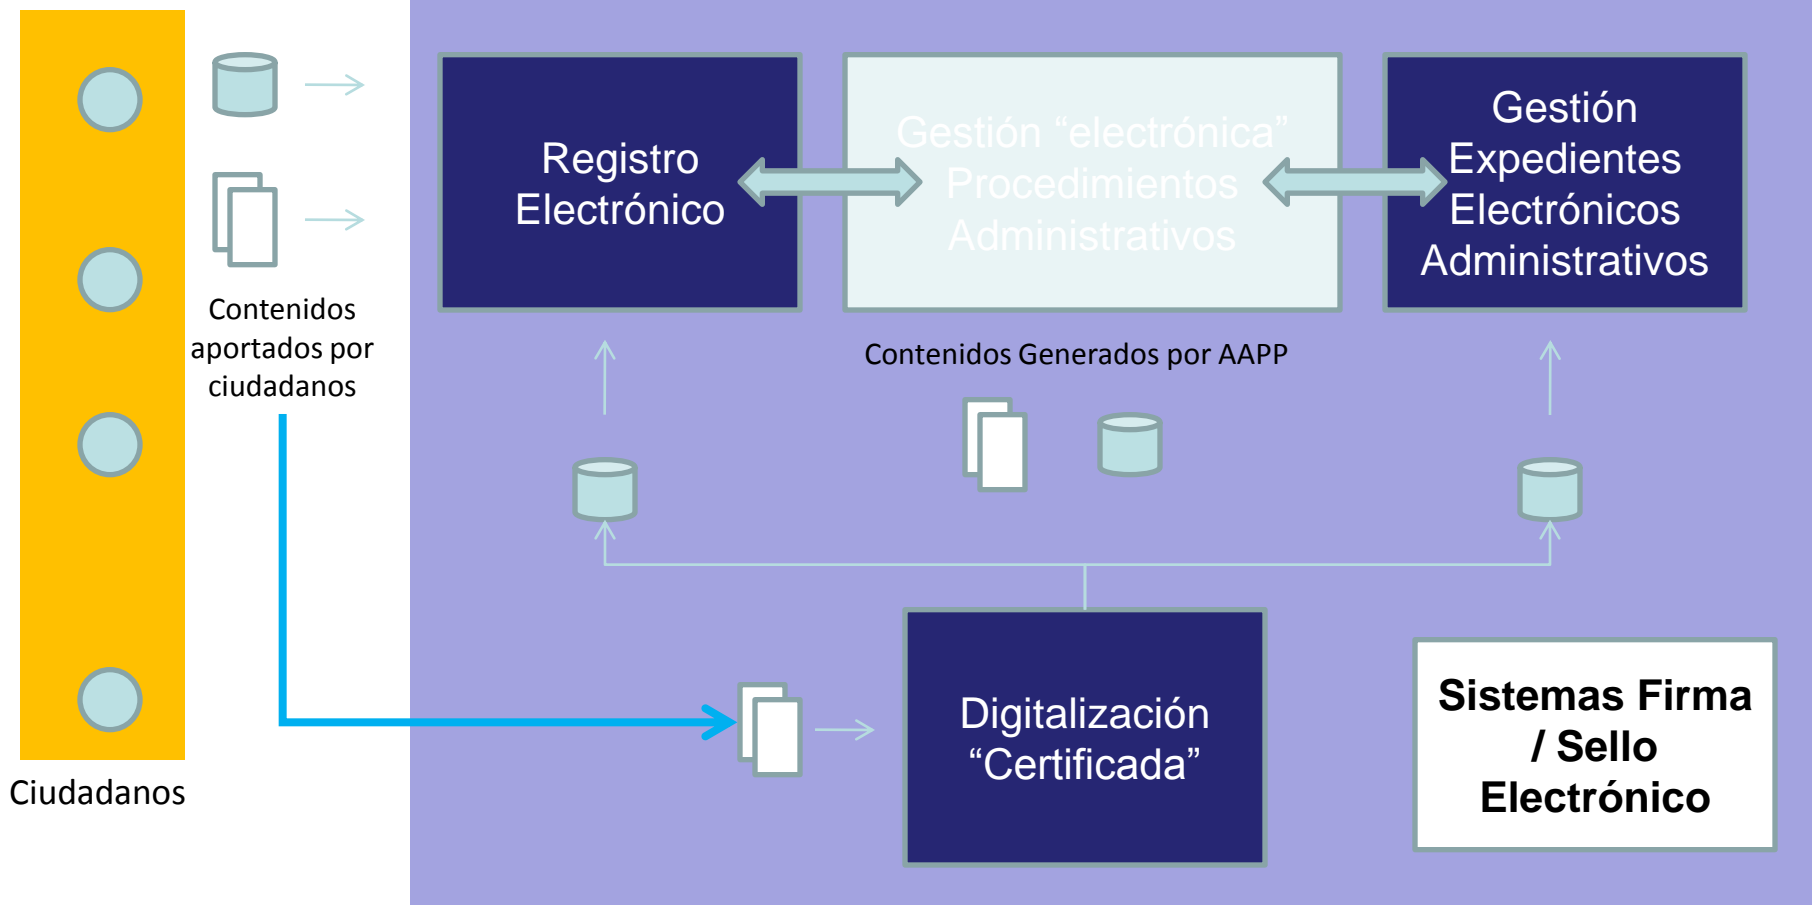 Registro
Electrónico
Gestión “electrónica”
Procedimientos
Administrativos
Gestión
Expedientes
Electrónicos
Administrativos
Contenidos
aportados por
ciudadanos
Contenidos Generados por AAPP
Digitalización
“Certificada”
Sistemas Firma
/ Sello
Electrónico
Ciudadanos